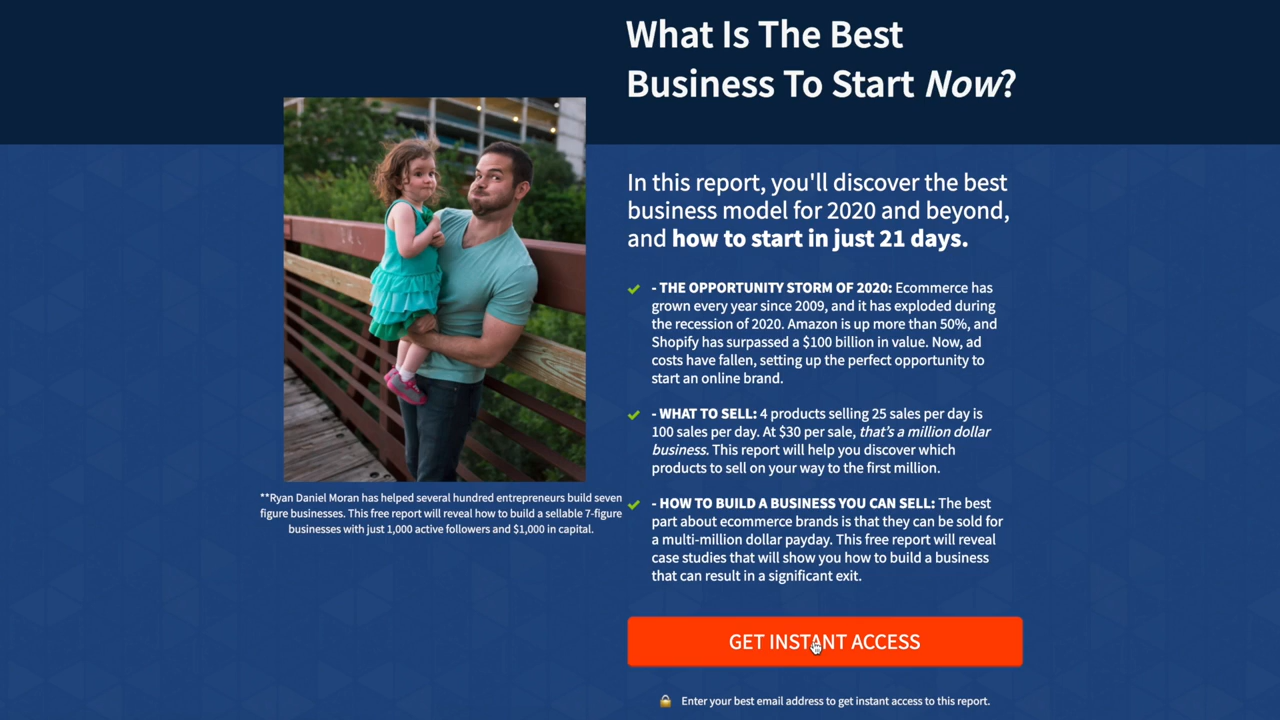 What Is The Best
Business To Start Now?
In this report, you'll discover the best
business model for 2020 and beyond,
and how to start in just 21 days.
- THE OPPORTUNITY STORM OF 2020: Ecommerce has
grown every year since 2009, and it has exploded during
the recession of 2020. Amazon is up more than 50%, and
Shopify has surpassed a $100 billion in value. Now, ad
costs have fallen, setting up the perfect opportunity to
start an online brand.
- WHAT TO SELL: 4 products selling 25 sales per day is
100 sales per day. At $30 per sale, that's a million dollar
business. This report will help you discover which
products to sell on your way to the first million.
- HOW TO BUILD A BUSINESS YOU CAN SELL: The best
part about ecommerce brands is that they can be sold for
a multi-million dollar payday. This free report will reveal
case studies that will show you how to build a business
that can result in a significant exit.
**Ryan Daniel Moran has helped several hundred entrepreneurs build seven
figure businesses. This free report will reveal how to build a sellable 7-figure
businesses with just 1,000 active followers and $1,000 in capital.
GET INSTANT ACCESS
Enter your best email address to get instant access to this report.